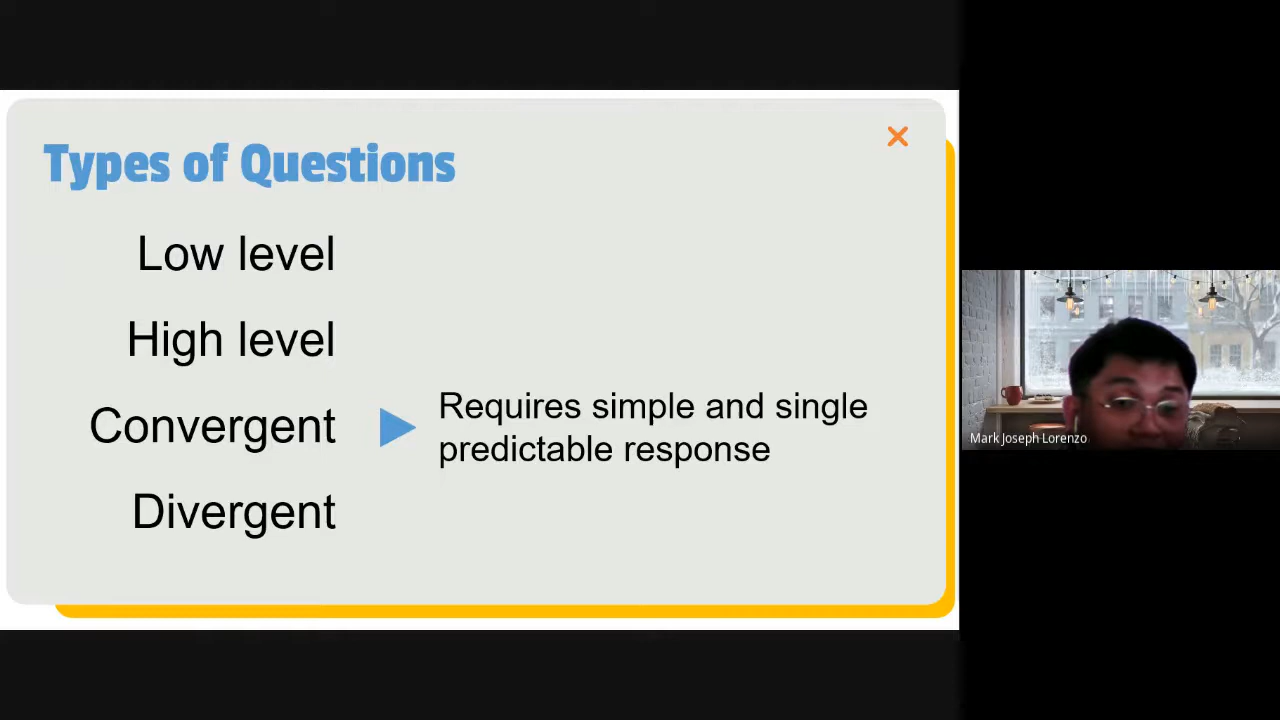 Types of Questions
Low level
High level
Convergent
Requires simple and single
predictable response
Divergent
Mark Joseph Lorenzo